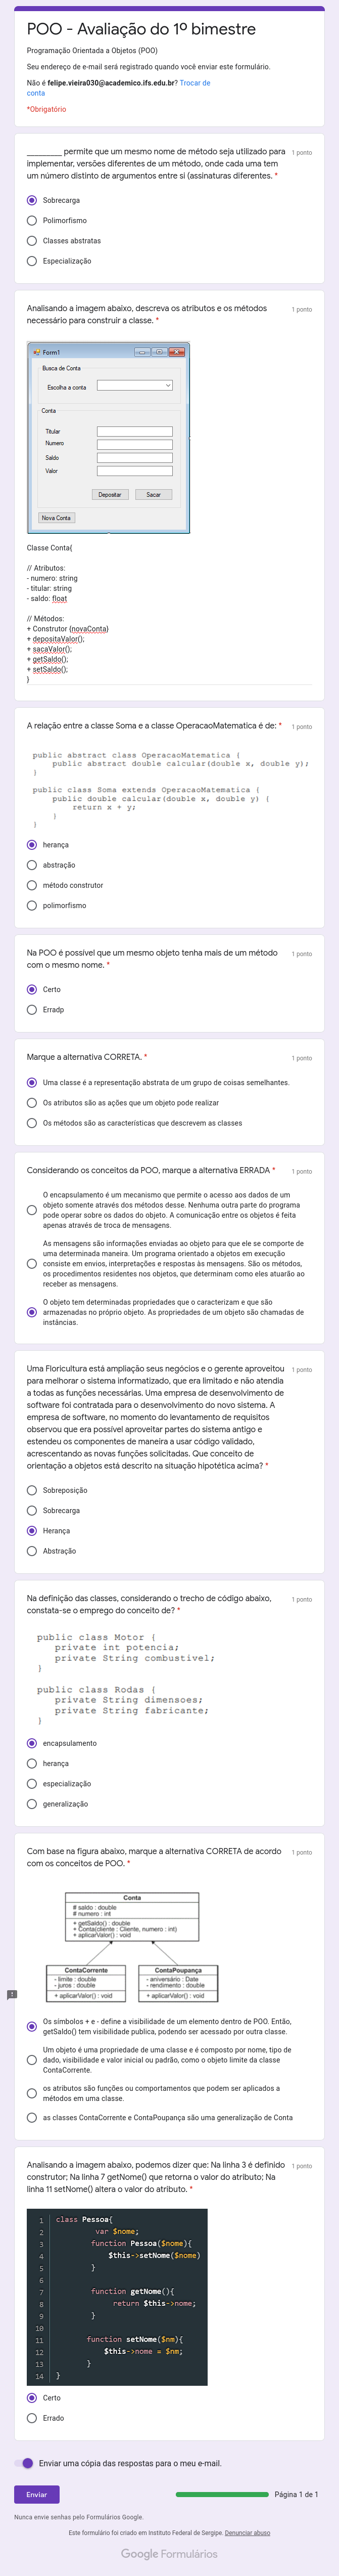 POO - Avaliação do 1º bimestre
Programação Orientada a Objetos (POO)
Seu endereço de e-mail será registrado quando você enviar este formulário.
Não é felipe.vieira030@academico.ifs.edu.br? Trocar de
conta
*Obrigatório
__________ permite que um mesmo nome de método seja utilizado para
implementar, versões diferentes de um método, onde cada uma tem
um número distinto de argumentos entre si (assinaturas diferentes. *
1 ponto
Sobrecarga
Polimorfismo
Classes abstratas
Especialização
Analisando a imagem abaixo, descreva os atributos e os métodos
necessário para construir a classe. *
1 ponto
Form1
Busca de Conta
Escolha a conta
Conta
Titular
Numero
Saldo
Valor
Depositar
Sacar
Nova Conta
Classe Conta{
// Atributos:
- numero: string
- titular: string
- saldo: float
// Métodos:
+ Construtor (novaConta)
+ depositaValor();
+ sacaValor();
+ getSaldo();
+ setSaldo();
}
A relação entre a classe Soma e a classe OperacaoMatematica é de: *
1 ponto
public abstract class OperacaoMatematica {
public abstract double calcular(double x, double y);
}
public class Soma extends OperacaoMatematica {
public double calcular(double x, double y) {
return x + y;
}
}
herança
abstração
método construtor
polimorfismo
Na POO é possível que um mesmo objeto tenha mais de um método
com o mesmo nome. *
1 ponto
Certo
Erradp
Marque a alternativa CORRETA. *
1 ponto
Uma classe é a representação abstrata de um grupo de coisas semelhantes.
Os atributos são as ações que um objeto pode realizar
Os métodos são as características que descrevem as classes
Considerando os conceitos da POO, marque a alternativa ERRADA *
1 ponto
O encapsulamento é um mecanismo que permite o acesso aos dados de um
objeto somente através dos métodos desse. Nenhuma outra parte do programa
pode operar sobre os dados do objeto. A comunicação entre os objetos é feita
apenas através de troca de mensagens.
As mensagens são informações enviadas ao objeto para que ele se comporte de
uma determinada maneira. Um programa orientado a objetos em execução
consiste em envios, interpretações e respostas às mensagens. São os métodos,
os procedimentos residentes nos objetos, que determinam como eles atuarão ao
receber as mensagens.
O objeto tem determinadas propriedades que o caracterizam e que são
armazenadas no próprio objeto. As propriedades de um objeto são chamadas de
instâncias.
Uma Floricultura está ampliação seus negócios e o gerente aproveitou
para melhorar o sistema informatizado, que era limitado e não atendia
a todas as funções necessárias. Uma empresa de desenvolvimento de
software foi contratada para o desenvolvimento do novo sistema. A
empresa de software, no momento do levantamento de requisitos
observou que era possível aproveitar partes do sistema antigo e
estendeu os componentes de maneira a usar código validado,
acrescentando as novas funções solicitadas. Que conceito de
orientação a objetos está descrito na situação hipotética acima? *
1 ponto
Sobreposição
Sobrecarga
Herança
Abstração
Na definição das classes, considerando o trecho de código abaixo,
constata-se o emprego do conceito de? *
1 ponto
public class Motor {
private int potencia;
private String combustivel;
}
public class Rodas {
private String dimensoes;
private String fabricante;
}
encapsulamento
herança
especialização
generalização
Com base na figura abaixo, marque a alternativa CORRETA de acordo
com os conceitos de POO. *
1 ponto
Conta
# saldo : double
# numero : int
+ getSaldo() : double
+ Conta(cliente : Cliente, numero : int)
+ aplicarValor() : void
ContaCorrente
- limite : double
- juros : double
+ aplicarValor() : void
ContaPoupança
- aniversário : Date
- rendimento : double
+ aplicarValor() : void
Os símbolos + e - define a visibilidade de um elemento dentro de POO. Então,
getSaldo() tem visibilidade publica, podendo ser acessado por outra classe.
Um objeto é uma propriedade de uma classe e é composto por nome, tipo de
dado, visibilidade e valor inicial ou padrão, como o objeto limite da classe
ContaCorrente.
os atributos são funções ou comportamentos que podem ser aplicados a
métodos em uma classe.
as classes ContaCorrente e ContaPoupança são uma generalização de Conta
Analisando a imagem abaixo, podemos dizer que: Na linha 3 é definido
construtor; Na linha 7 getNome() que retorna o valor do atributo; Na
linha 11 setNome() altera o valor do atributo. *
1 ponto
1 class Pessoa{
2 var $nome;
3 function Pessoa($nome){
4 $this->setNome($nome)
5 }
6
7 function getNome(){
8 return $this->nome;
9 }
10
11 function setNome($nm){
12 $this->nome = $nm;
13 }
14 }
Certo
Errado
Enviar uma cópia das respostas para o meu e-mail.
Enviar
Página 1 de 1
Nunca envie senhas pelo Formulários Google.
Este formulário foi criado em Instituto Federal de Sergipe. Denunciar abuso
Google Formulários